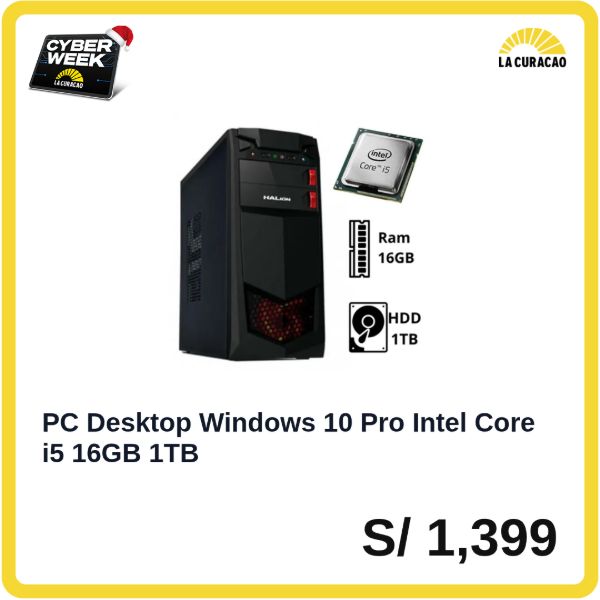 CYBER
WEEK
LA CURACAO
LA CURACAO
intel
Core™ i5
HALION
Ram
16GB
HDD
1TB
PC Desktop Windows 10 Pro Intel Core
i5 16GB 1TB
S/ 1,399